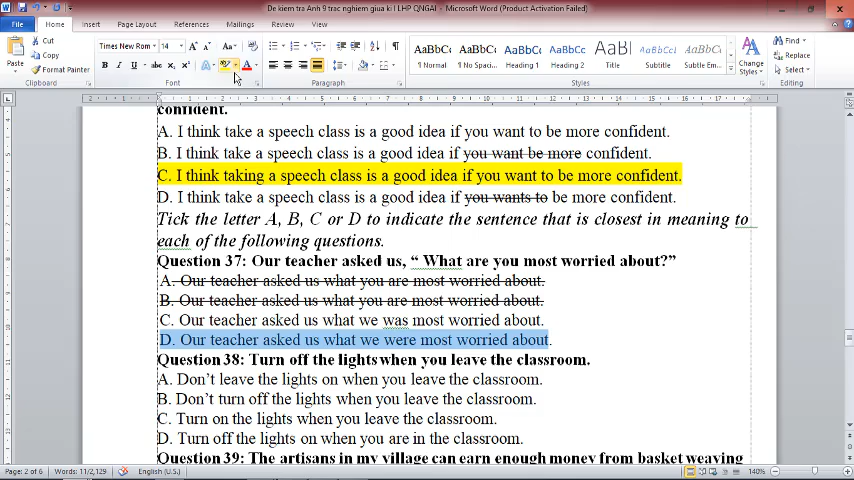 De kiem tra Anh 9 trac nghiem giua ki I LHP QNGAI - Microsoft Word (Product Activation Failed)
File Home Insert Page Layout References Mailings Review View
Cut
Copy
Format Painter
Paste
Clipboard
Times New Rom 14
Font
Paragraph
AaBbCc AaBbCc AaBbCc AaBbCc AaBl AaBbCc AaBbCc
¶ Normal ¶ No Spaci... Heading 1 Heading 2 Title Subtitle Subtle Em...
Change Styles
Styles
Find
Replace
Select
Editing
confident.
A. I think take a speech class is a good idea if you want to be more confident.
B. I think take a speech class is a good idea if you want be more confident.
C. I think taking a speech class is a good idea if you want to be more confident.
D. I think take a speech class is a good idea if you wants to be more confident.
Tick the letter A, B, C or D to indicate the sentence that is closest in meaning to
each of the following questions.
Question 37: Our teacher asked us, “ What are you most worried about?”
A. Our teacher asked us what you are most worried about.
B. Our teacher asked us what you are most worried about.
C. Our teacher asked us what we was most worried about.
D. Our teacher asked us what we were most worried about.
Question 38: Turn off the lights when you leave the classroom.
A. Don’t leave the lights on when you leave the classroom.
B. Don’t turn off the lights when you leave the classroom.
C. Turn on the lights when you leave the classroom.
D. Turn off the lights on when you are in the classroom.
Question 39: The artisans in my village can earn enough money from basket weaving
Page: 2 of 6 Words: 11/2,129 English (U.S.) 140%